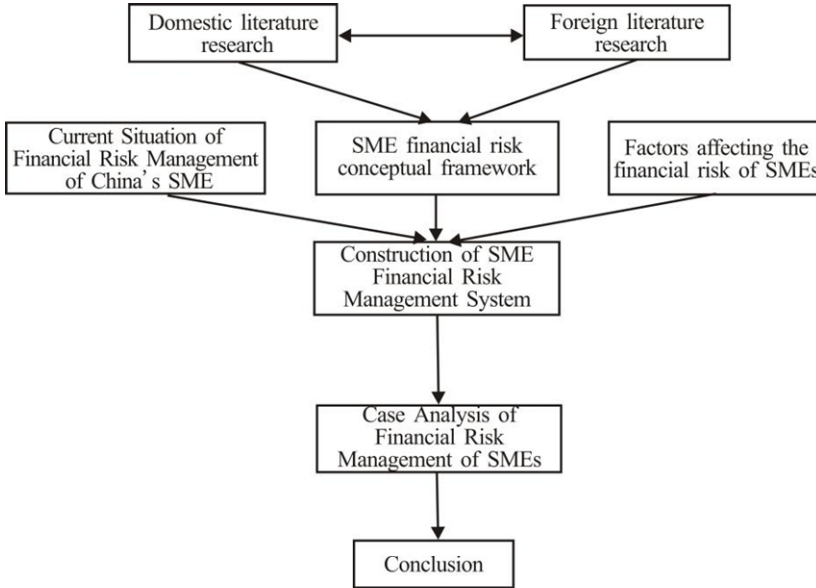 Domestic literature
research
Foreign literature
research
Current Situation of
Financial Risk Management
of China's SME
SME financial risk
conceptual framework
Factors affecting the
financial risk of SMEs
Construction of SME
Financial Risk
Management System
Case Analysis of
Financial Risk
Management of SMEs
Conclusion